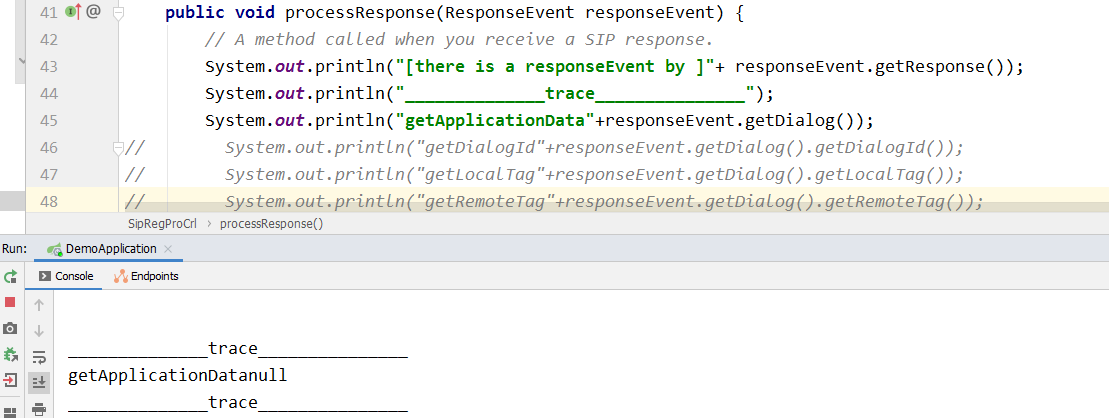 41 public void processResponse(ResponseEvent responseEvent) {
42 // A method called when you receive a SIP response.
43 System.out.println("[there is a responseEvent by ]"+ responseEvent.getResponse());
44 System.out.println("______________trace_______________");
45 System.out.println("getApplicationData"+responseEvent.getDialog());
46 // System.out.println("getDialogId"+responseEvent.getDialog().getDialogId());
47 // System.out.println("getLocalTag"+responseEvent.getDialog().getLocalTag());
48 // System.out.println("getRemoteTag"+responseEvent.getDialog().getRemoteTag());
SipRegProCrl › processResponse()
Run: DemoApplication ×
Console Endpoints
______________trace_______________
getApplicationDatanull
______________trace_______________